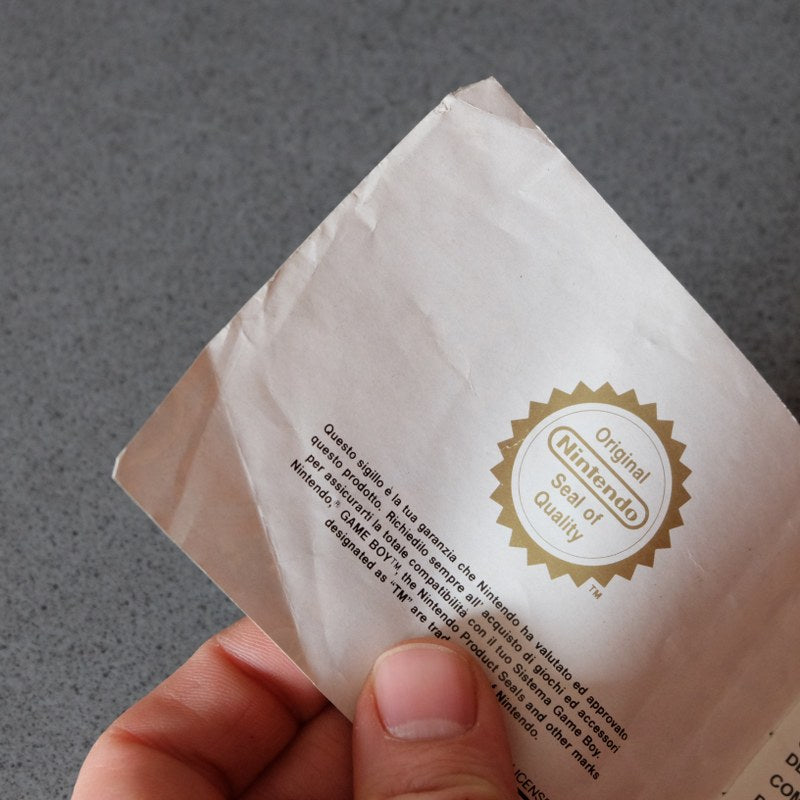 Original
Nintendo
Seal of
Quality
TM
Questo sigillo è la tua garanzia che Nintendo ha valutato ed approvato
questo prodotto. Richiedilo sempre all' acquisto di giochi ed accessori
per assicurarti la totale compatibilità con il tuo Sistema Game Boy.
Nintendo,® GAME BOY™, the Nintendo Product Seals and other marks
designated as “TM” are Nintendo.